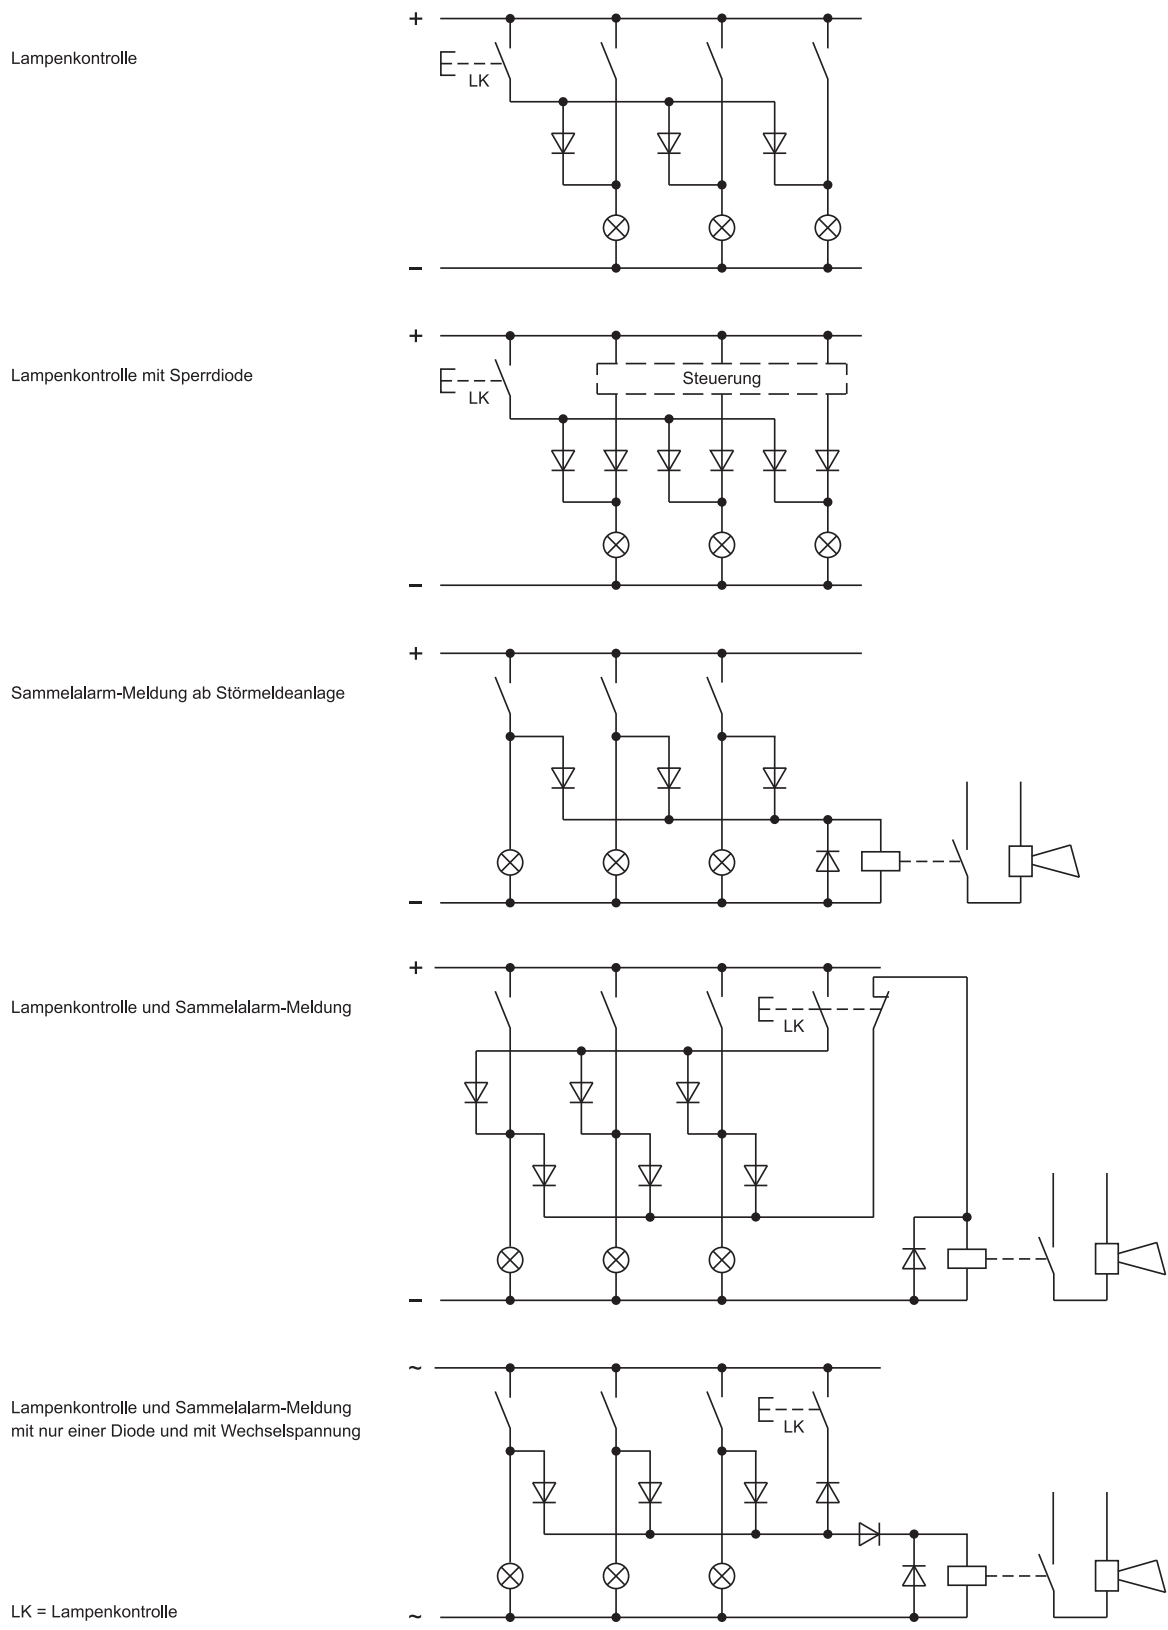 +
Lampenkontrolle
LK
−
+
Lampenkontrolle mit Sperrdiode
Steuerung
LK
−
+
Sammelalarm-Meldung ab Störmeldeanlage
−
+
Lampenkontrolle und Sammelalarm-Meldung
LK
−
~
Lampenkontrolle und Sammelalarm-Meldung
mit nur einer Diode und mit Wechselspannung
LK
LK = Lampenkontrolle
~